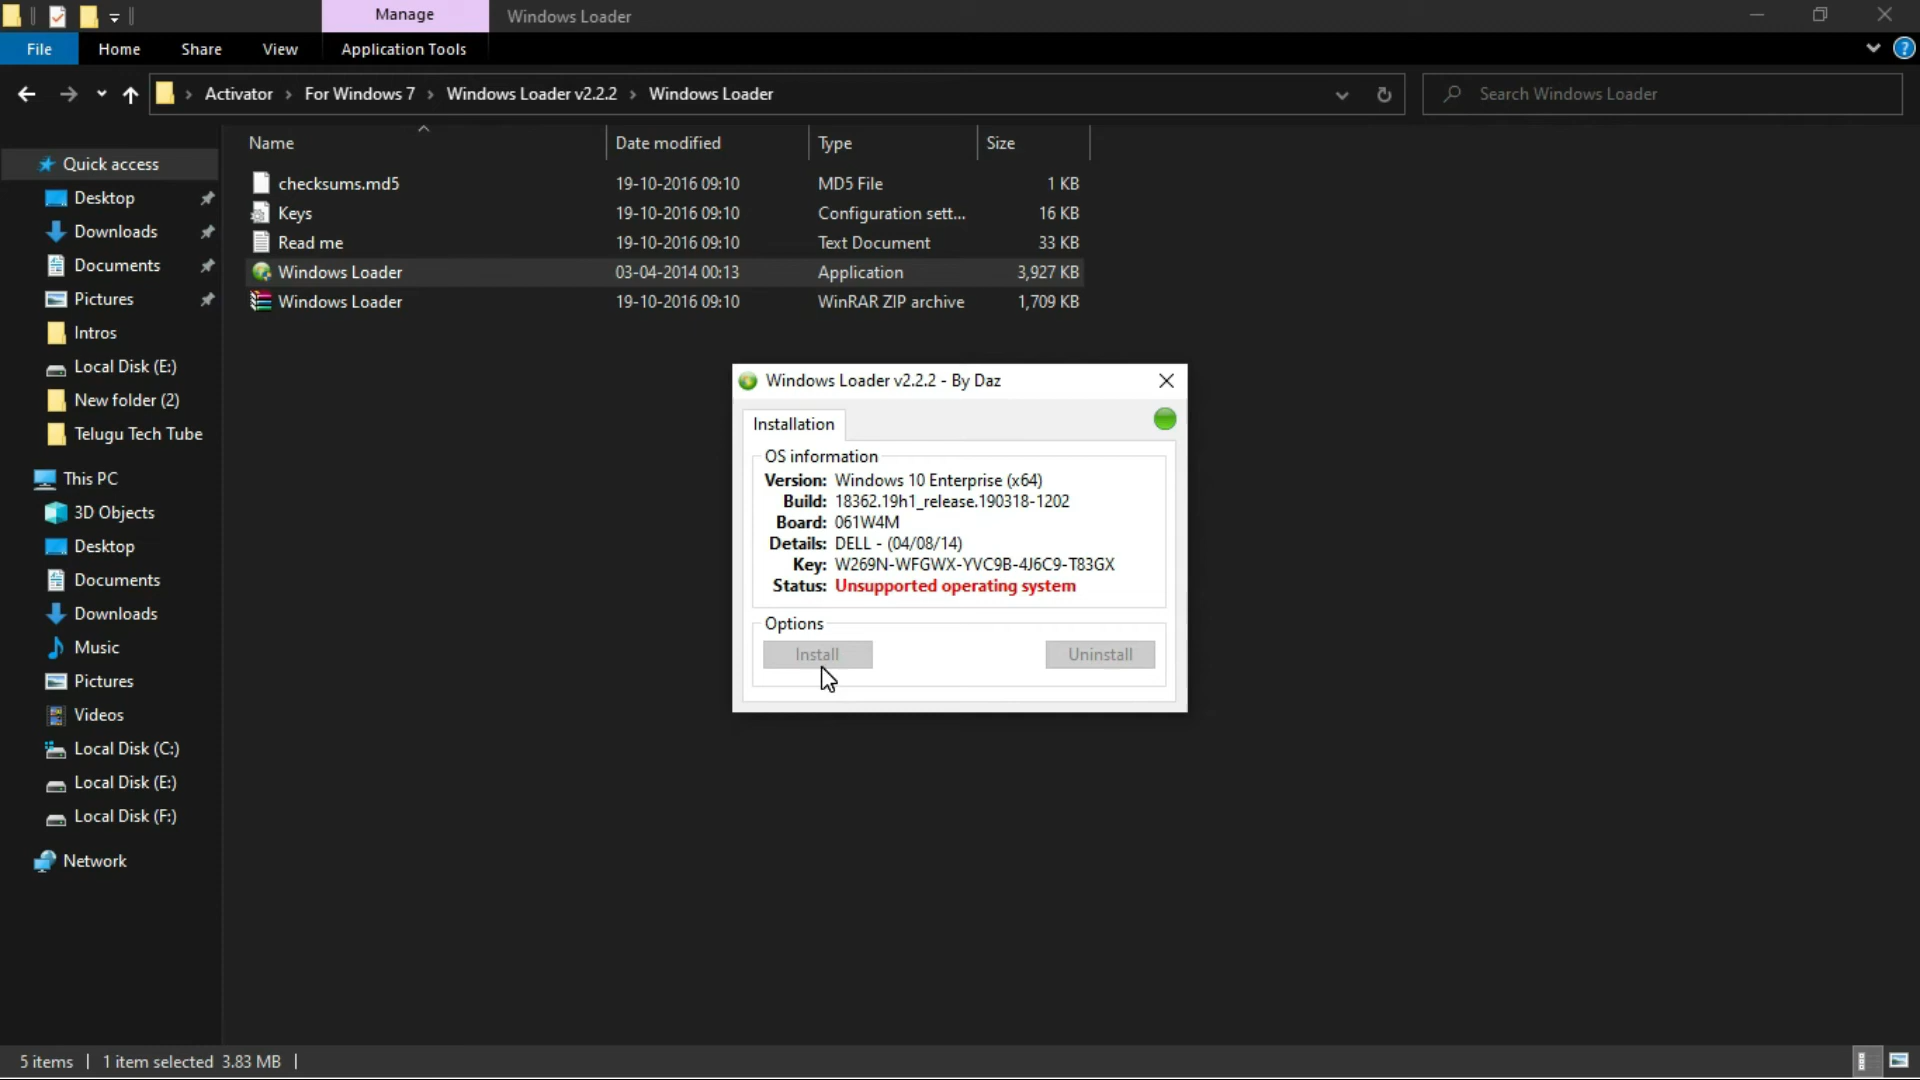 Manage
Windows Loader
File
Home
Share
View
Application Tools
Activator > For Windows 7 > Windows Loader v2.2.2 > Windows Loader
Search Windows Loader
Name
Date modified
Type
Size
checksums.md5 19-10-2016 09:10 MD5 File 1 KB
Keys 19-10-2016 09:10 Configuration sett... 16 KB
Read me 19-10-2016 09:10 Text Document 33 KB
Windows Loader 03-04-2014 00:13 Application 3,927 KB
Windows Loader 19-10-2016 09:10 WinRAR ZIP archive 1,709 KB
Quick access
Desktop
Downloads
Documents
Pictures
Intros
Local Disk (E:)
New folder (2)
Telugu Tech Tube
This PC
3D Objects
Desktop
Documents
Downloads
Music
Pictures
Videos
Local Disk (C:)
Local Disk (E:)
Local Disk (F:)
Network
Windows Loader v2.2.2 - By Daz
Installation
OS information
Version: Windows 10 Enterprise (x64)
Build: 18362.19h1_release.190318-1202
Board: 061W4M
Details: DELL - (04/08/14)
Key: W269N-WFGWX-YVC9B-4J6C9-T83GX
Status: Unsupported operating system
Options
Install
Uninstall
5 items | 1 item selected 3.83 MB |